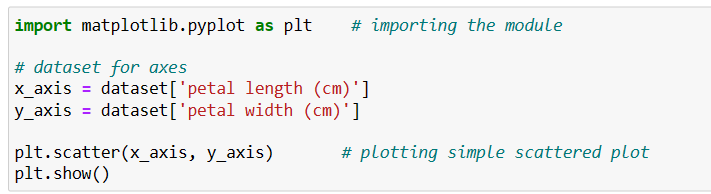 import matplotlib.pyplot as plt    # importing the module
# dataset for axes
x_axis = dataset['petal length (cm)']
y_axis = dataset['petal width (cm)']
plt.scatter(x_axis, y_axis)       # plotting simple scattered plot
plt.show()